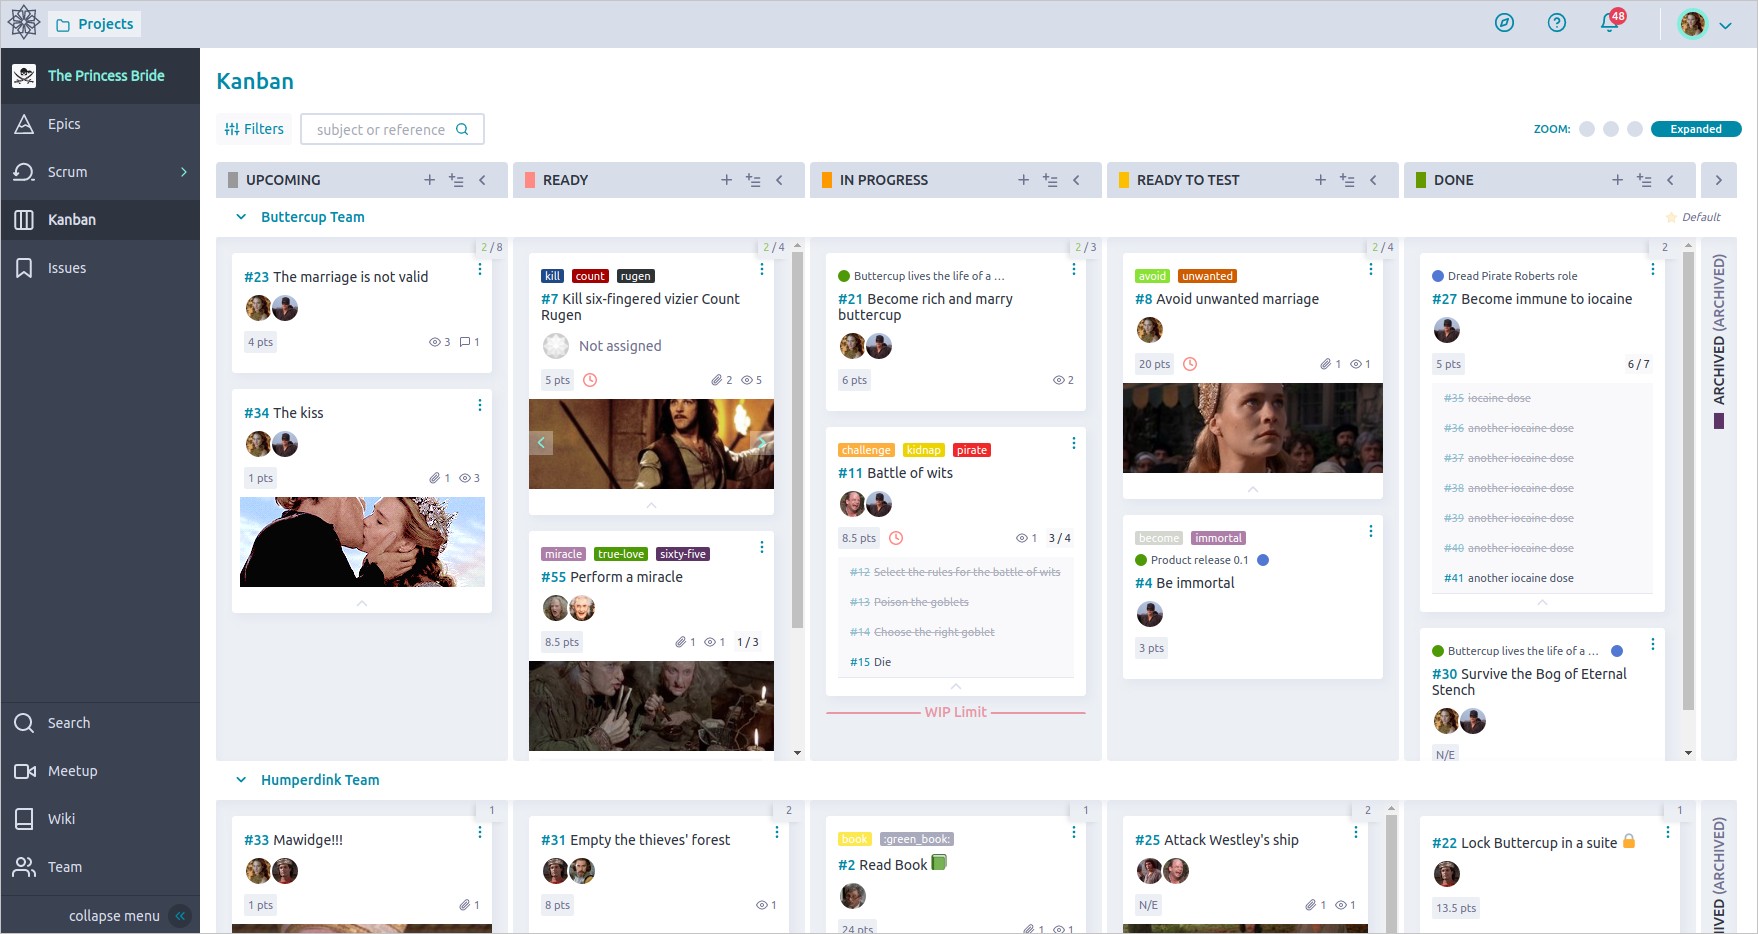 Projects
48
The Princess Bride
Epics
Scrum
Kanban
Issues
Search
Meetup
Wiki
Team
collapse menu
Kanban
Filters
subject or reference
ZOOM:
Expanded
UPCOMING
READY
IN PROGRESS
READY TO TEST
DONE
Buttercup Team
Default
2 / 8
#23 The marriage is not valid
4 pts
3
1
#34 The kiss
1 pts
1
3
2 / 4
kill count rugen
#7 Kill six-fingered vizier Count
Rugen
Not assigned
5 pts
2
5
miracle true-love sixty-five
#55 Perform a miracle
8.5 pts
1
1
1 / 3
2 / 3
Buttercup lives the life of a ...
#21 Become rich and marry
buttercup
6 pts
2
challenge kidnap pirate
#11 Battle of wits
8.5 pts
1
3 / 4
#12 Select the rules for the battle of wits
#13 Poison the goblets
#14 Choose the right goblet
#15 Die
WIP Limit
2 / 4
avoid unwanted
#8 Avoid unwanted marriage
20 pts
1
1
become immortal
Product release 0.1
#4 Be immortal
3 pts
2
Dread Pirate Roberts role
#27 Become immune to iocaine
5 pts
6 / 7
#35 iocaine dose
#36 another iocaine dose
#37 another iocaine dose
#38 another iocaine dose
#39 another iocaine dose
#40 another iocaine dose
#41 another iocaine dose
Buttercup lives the life of a ...
#30 Survive the Bog of Eternal
Stench
N/E
ARCHIVED (ARCHIVED)
Humperdink Team
1
#33 Mawidge!!!
1 pts
1
2
#31 Empty the thieves' forest
8 pts
1
1
book :green_book:
#2 Read Book
24 pts
1
1
2
#25 Attack Westley's ship
N/E
1
1
1
#22 Lock Buttercup in a suite
13.5 pts
HIVED (ARCHIVED)